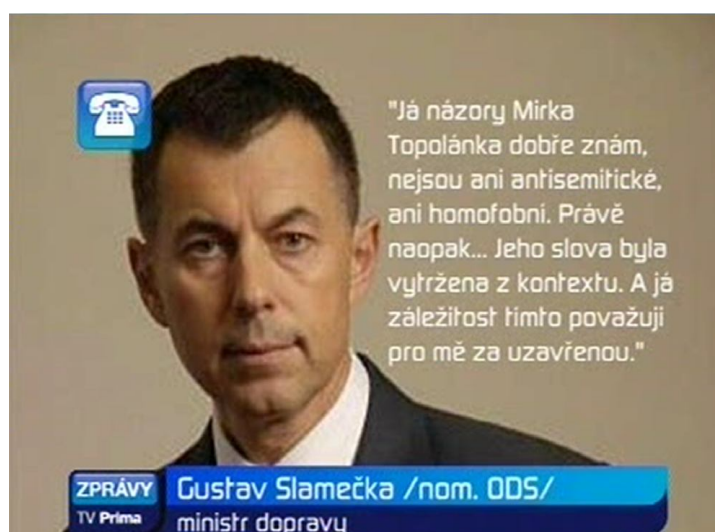 "Já názory Mirka
Topolánka dobře znám,
nejsou ani antisemitické,
ani homofobní. Právě
naopak... Jeho slova byla
vytržena z kontextu. A já
záležitost tímto považuji
pro mě za uzavřenou."
ZPRÁVY
TV Prima
Gustav Slamečka /nom. ODS/
ministr dopravy